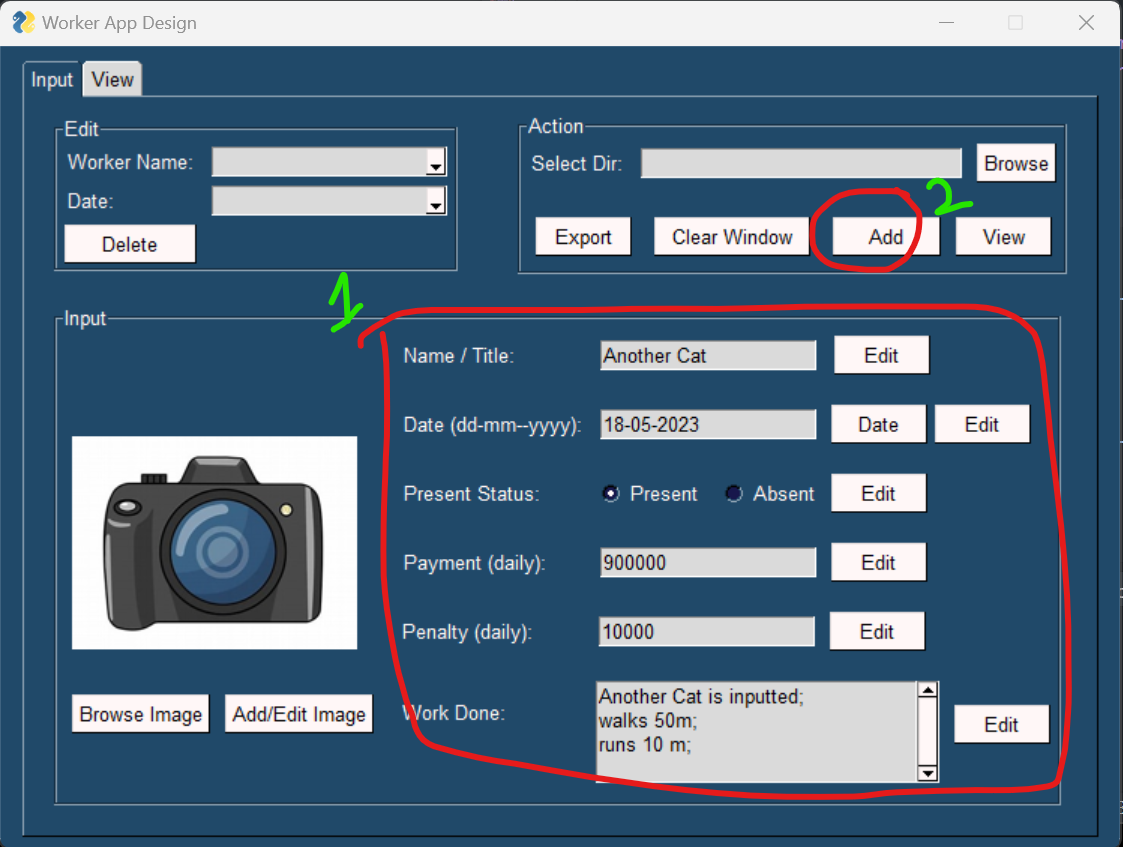 Worker App Design
Input View
Edit
Worker Name:
Date:
Delete
Action
Select Dir: Browse
Export Clear Window Add View
2
1
Input
Name / Title: Another Cat Edit
Date (dd-mm--yyyy): 18-05-2023 Date Edit
Present Status: Present Absent Edit
Payment (daily): 900000 Edit
Penalty (daily): 10000 Edit
Browse Image Add/Edit Image
Work Done:
Another Cat is inputted;
walks 50m;
runs 10 m;
Edit